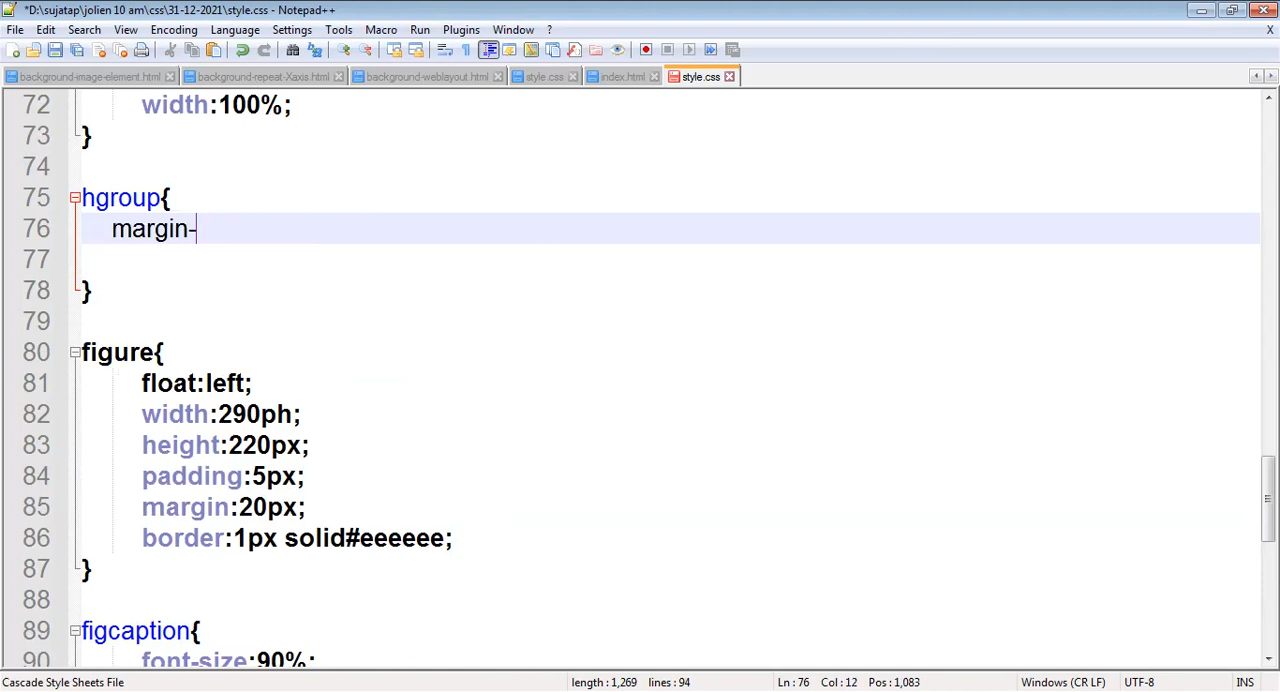 *D:\sujatap\jolien 10 am\css\31-12-2021\style.css - Notepad++
File Edit Search View Encoding Language Settings Tools Macro Run Plugins Window ? X
background-image-element.html background-repeat-Xaxis.html background-weblayout.html style.css index.html style.css
72 width:100%;
73 }
74
75 hgroup{
76 margin-
77
78 }
79
80 figure{
81 float:left;
82 width:290ph;
83 height:220px;
84 padding:5px;
85 margin:20px;
86 border:1px solid#eeeeee;
87 }
88
89 figcaption{
90 font-size:90%;
Cascade Style Sheets File length : 1,269 lines : 94 Ln : 76 Col : 12 Pos : 1,083 Windows (CR LF) UTF-8 INS